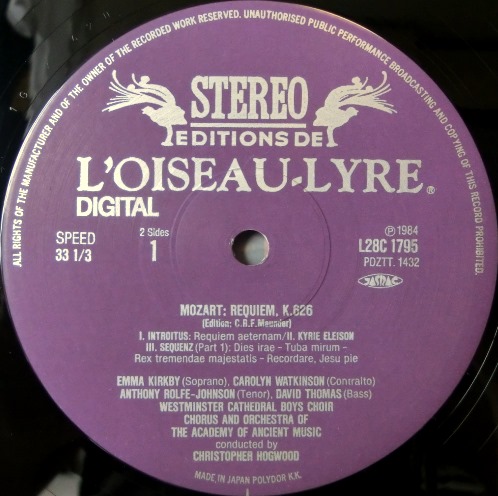 ALL RIGHTS OF THE MANUFACTURER AND OF THE OWNER OF THE RECORDED WORK RESERVED. UNAUTHORISED PUBLIC PERFORMANCE BROADCASTING AND COPYING OF THIS RECORD PROHIBITED.
STEREO
EDITIONS DE
L'OISEAU-LYRE®
DIGITAL
SPEED
33 1/3
2 Sides
1
Ⓟ1984
L28C 1795
PDZTT. 1432
MOZART: REQUIEM, K.626
(Edition: C.R.F.Maunder)
I. INTROITUS: Requiem aeternam/II. KYRIE ELEISON
III. SEQUENZ (Part 1): Dies irae - Tuba mirum -
Rex tremendae majestatis - Recordare, Jesu pie
EMMA KIRKBY (Soprano), CAROLYN WATKINSON (Contralto)
ANTHONY ROLFE-JOHNSON (Tenor), DAVID THOMAS (Bass)
WESTMINSTER CATHEDRAL BOYS CHOIR
CHORUS AND ORCHESTRA OF
THE ACADEMY OF ANCIENT MUSIC
conducted by
CHRISTOPHER HOGWOOD
MADE IN JAPAN POLYDOR K.K.